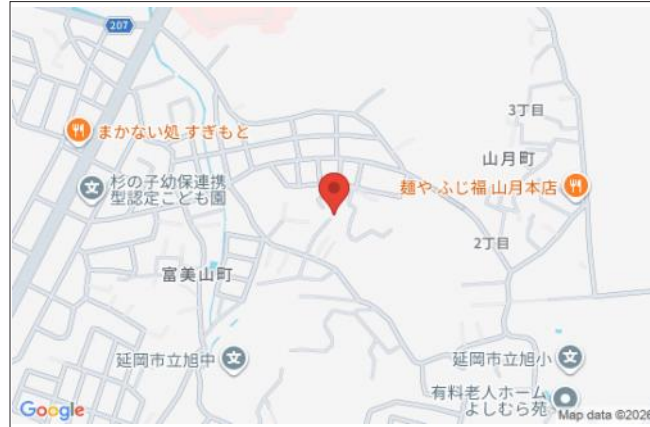 207
まかない処 すぎもと
3丁目
山月町
杉の子幼保連携
型認定こども園
麺や ふじ福 山月本店
2丁目
富美山町
延岡市立旭中
延岡市立旭小
有料老人ホーム
よしむら苑
Google
Map data ©2026